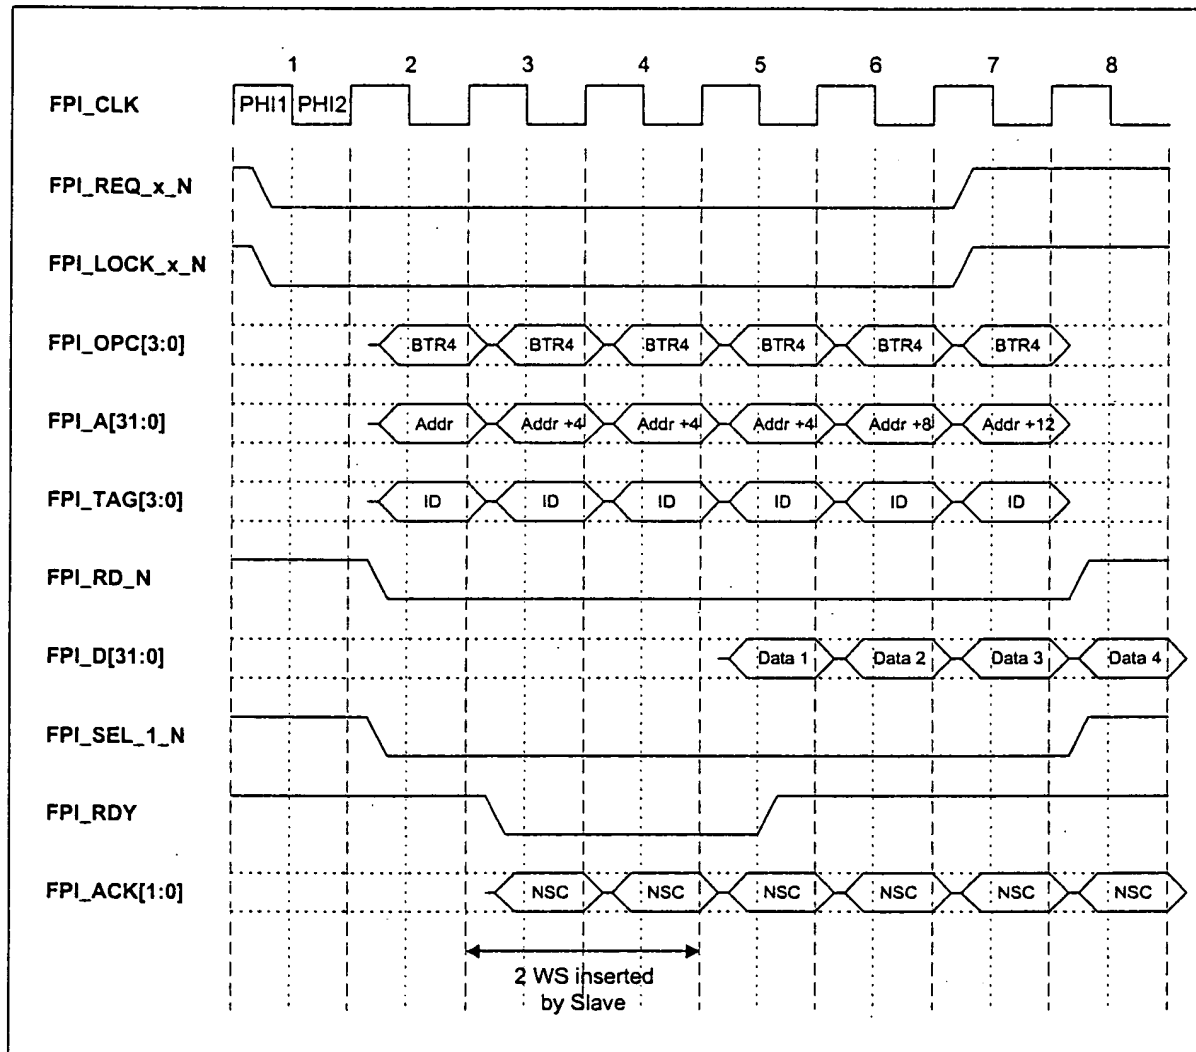 1 2 3 4 5 6 7 8
FPI_CLK PHI1 PHI2
FPI_REQ_x_N
FPI_LOCK_x_N
FPI_OPC[3:0] BTR4 BTR4 BTR4 BTR4 BTR4 BTR4
FPI_A[31:0] Addr Addr +4 Addr +4 Addr +4 Addr +8 Addr +12
FPI_TAG[3:0] ID ID ID ID ID ID
FPI_RD_N
FPI_D[31:0] Data 1 Data 2 Data 3 Data 4
FPI_SEL_1_N
FPI_RDY
FPI_ACK[1:0] NSC NSC NSC NSC NSC NSC
2 WS inserted
by Slave